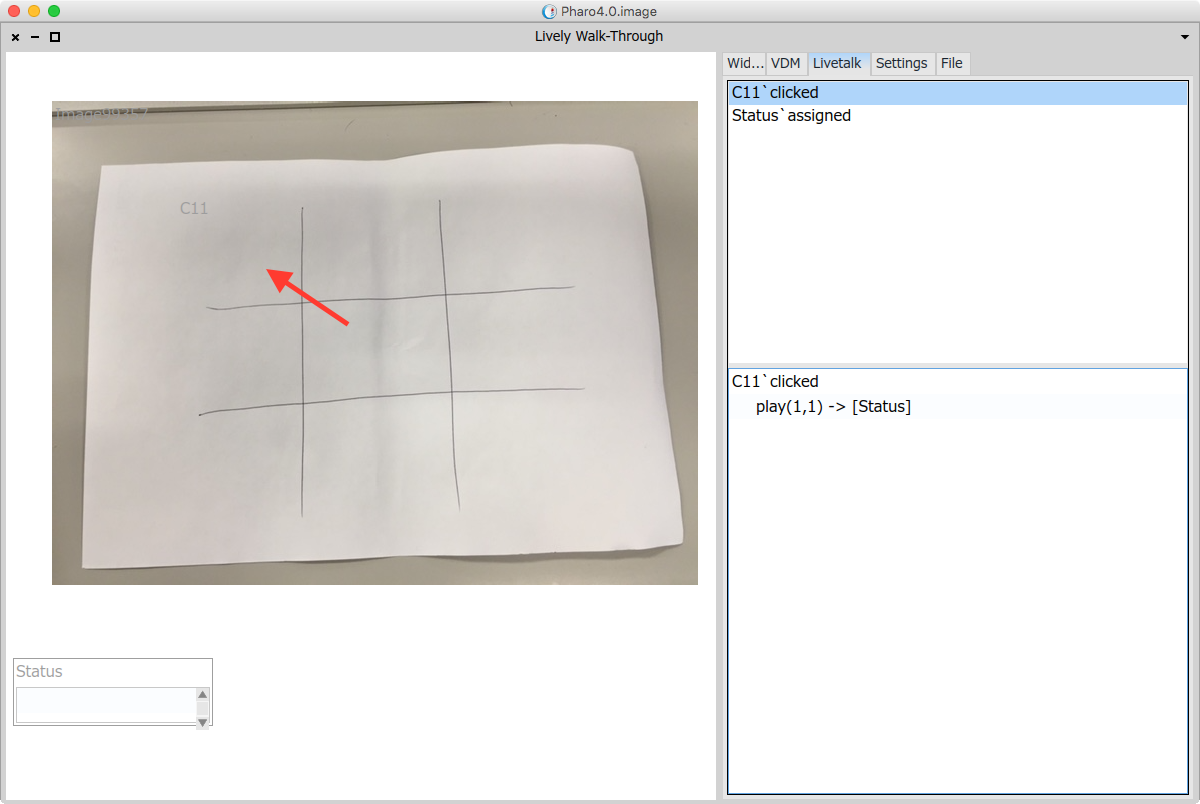 Pharo4.0.image
Lively Walk-Through
Wid... VDM Livetalk Settings File
C11`clicked
Status`assigned
C11
C11`clicked
play(1,1) -> [Status]
Status